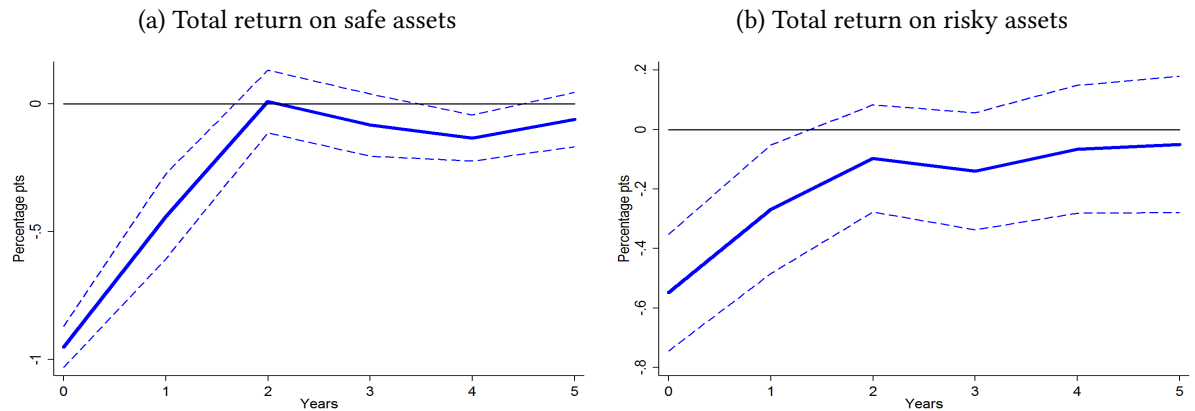 (a) Total return on safe assets
Percentage pts
0
-.5
-1
0 1 2 3 4 5
Years
(b) Total return on risky assets
Percentage pts
.2
0
-.2
-.4
-.6
-.8
0 1 2 3 4 5
Years